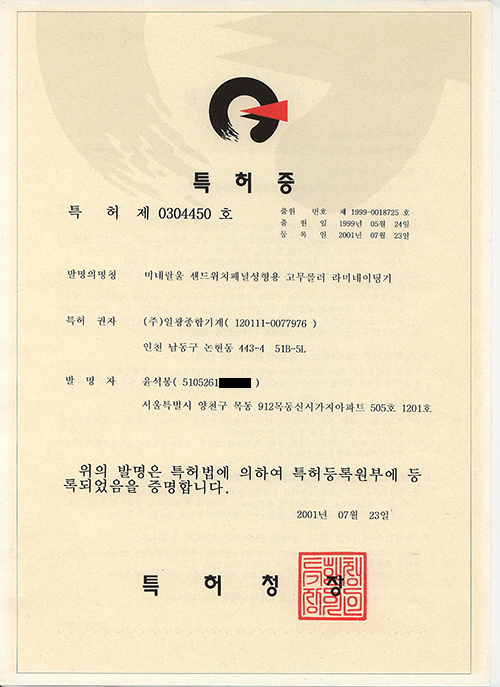 특허증
특 허 제 0304450 호
출원 번호 제 1999-0018725 호
출 원 일 1999년 05월 24일
등 록 일 2001년 07월 23일
발명의명칭 미네랄울 샌드위치패널성형용 고무롤러 라미네이팅기
특허 권자 (주)일광종합기계( 120111-0077976 )
인천 남동구 논현동 443-4 51B-5L
발 명 자 윤석봉( 5105261 )
서울특별시 양천구 목동 912목동신시가지아파트 505호 1201호
위의 발명은 특허법에 의하여 특허등록원부에 등
록되었음을 증명합니다.
2001년 07월 23일
특 허 청 장